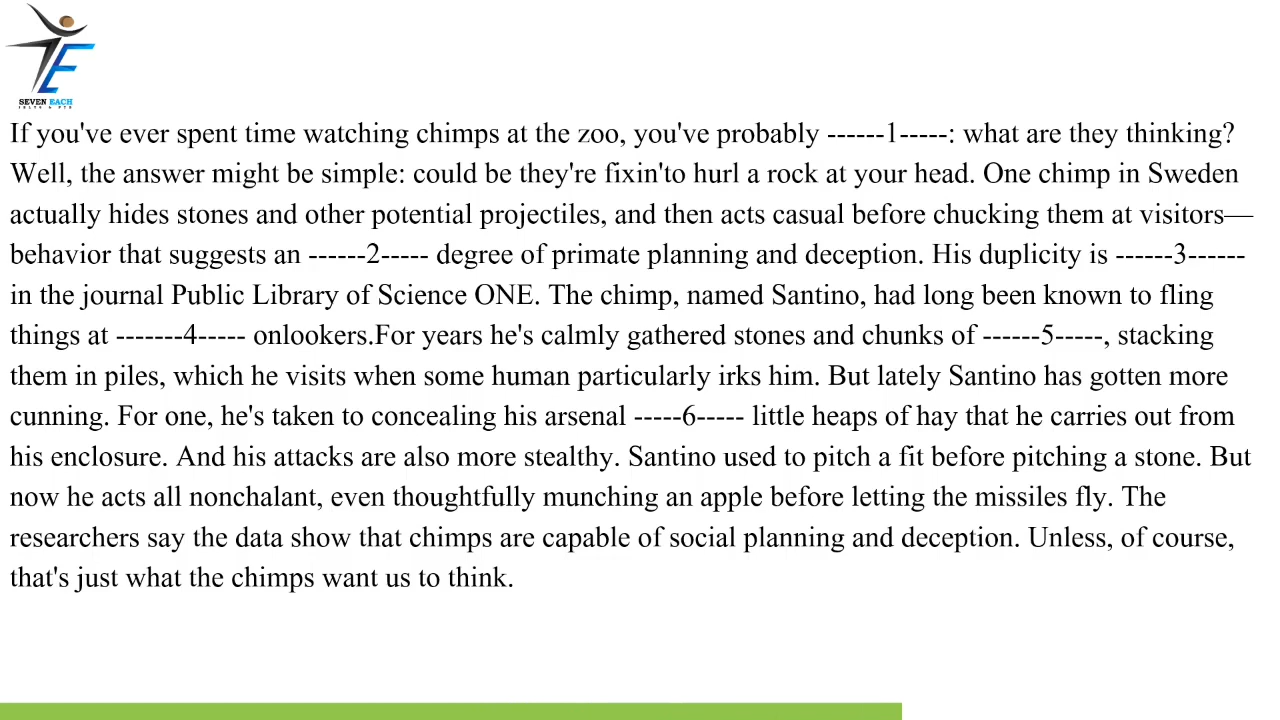 SEVEN EACH
IELTS & PTE
If you've ever spent time watching chimps at the zoo, you've probably ------1-----: what are they thinking?
Well, the answer might be simple: could be they're fixin'to hurl a rock at your head. One chimp in Sweden
actually hides stones and other potential projectiles, and then acts casual before chucking them at visitors—
behavior that suggests an ------2----- degree of primate planning and deception. His duplicity is ------3------
in the journal Public Library of Science ONE. The chimp, named Santino, had long been known to fling
things at -------4----- onlookers.For years he's calmly gathered stones and chunks of ------5-----, stacking
them in piles, which he visits when some human particularly irks him. But lately Santino has gotten more
cunning. For one, he's taken to concealing his arsenal -----6----- little heaps of hay that he carries out from
his enclosure. And his attacks are also more stealthy. Santino used to pitch a fit before pitching a stone. But
now he acts all nonchalant, even thoughtfully munching an apple before letting the missiles fly. The
researchers say the data show that chimps are capable of social planning and deception. Unless, of course,
that's just what the chimps want us to think.